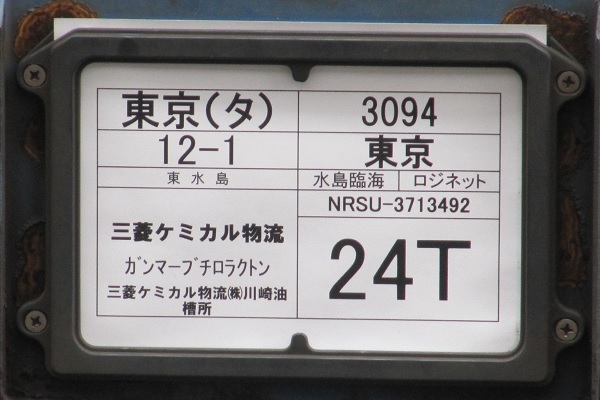 東京(タ)
3094
12-1
東京
東水島
水島臨海 ロジネット
NRSU-3713492
三菱ケミカル物流
ガンマーブチロラクトン
三菱ケミカル物流㈱川崎油
槽所
24T